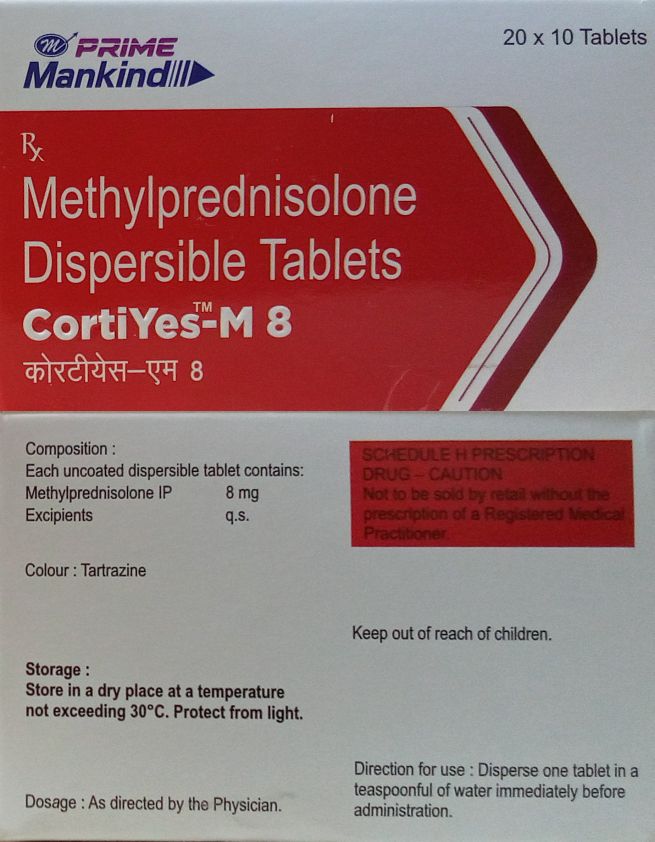 m PRIME
Mankind
20 x 10 Tablets
Rx
Methylprednisolone
Dispersible Tablets
CortiYes™-M 8
कोरटीयेस–एम 8
Composition :
Each uncoated dispersible tablet contains:
Methylprednisolone IP 8 mg
Excipients q.s.
Colour : Tartrazine
Storage :
Store in a dry place at a temperature
not exceeding 30°C. Protect from light.
Dosage : As directed by the Physician.
SCHEDULE H PRESCRIPTION
DRUG – CAUTION
Not to be sold by retail without the
prescription of a Registered Medical
Practitioner.
Keep out of reach of children.
Direction for use : Disperse one tablet in a
teaspoonful of water immediately before
administration.